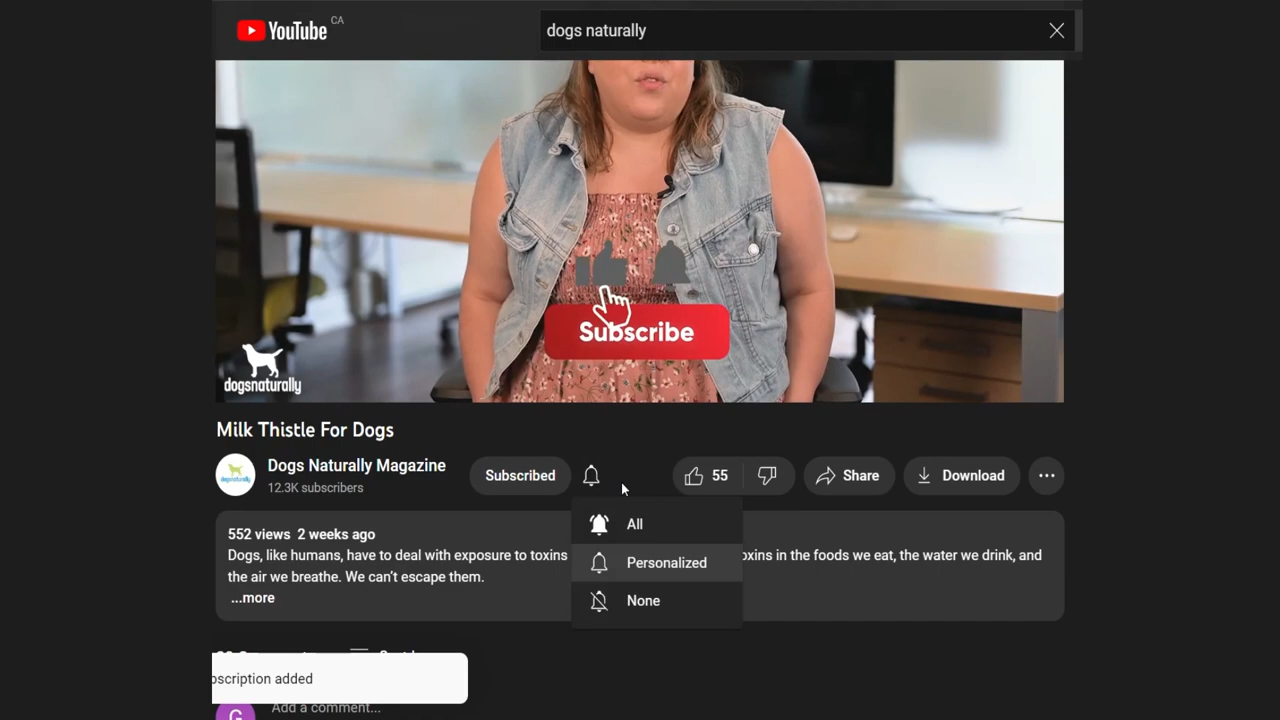 YouTube CA
dogs naturally
Subscribe
dogsnaturally
Milk Thistle For Dogs
Dogs Naturally Magazine
12.3K subscribers
Subscribed
55
Share
Download
All
Personalized
None
552 views 2 weeks ago
Dogs, like humans, have to deal with exposure to toxins oxins in the foods we eat, the water we drink, and
the air we breathe. We can't escape them.
...more
bscription added
Add a comment...
G